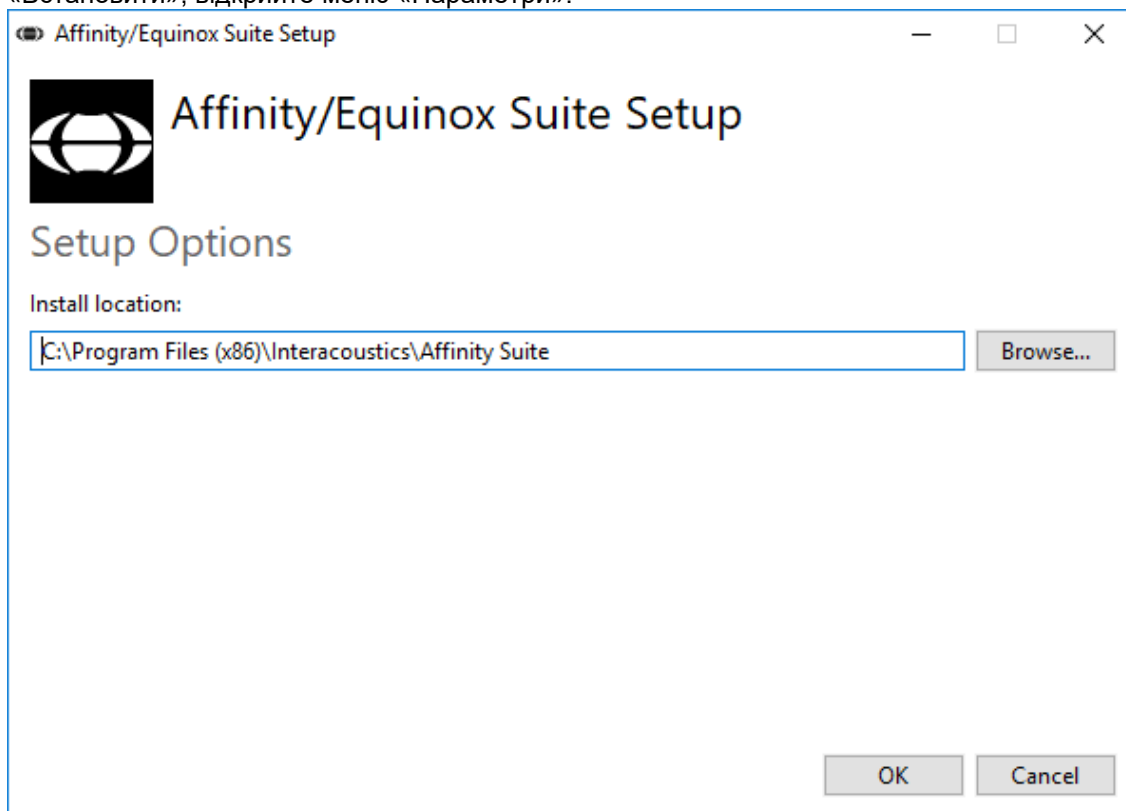 «Встановити», відкрийте меню «Параметри».
Affinity/Equinox Suite Setup
Affinity/Equinox Suite Setup
Setup Options
Install location:
C:\Program Files (x86)\Interacoustics\Affinity Suite
Browse...
OK
Cancel